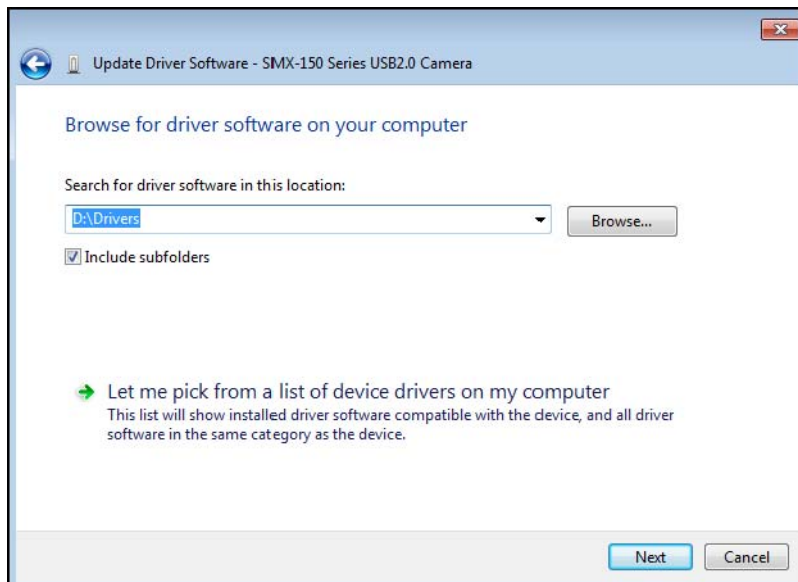 Update Driver Software - SMX-150 Series USB2.0 Camera
Browse for driver software on your computer
Search for driver software in this location:
D:\Drivers
Browse...
Include subfolders
Let me pick from a list of device drivers on my computer
This list will show installed driver software compatible with the device, and all driver
software in the same category as the device.
Next
Cancel